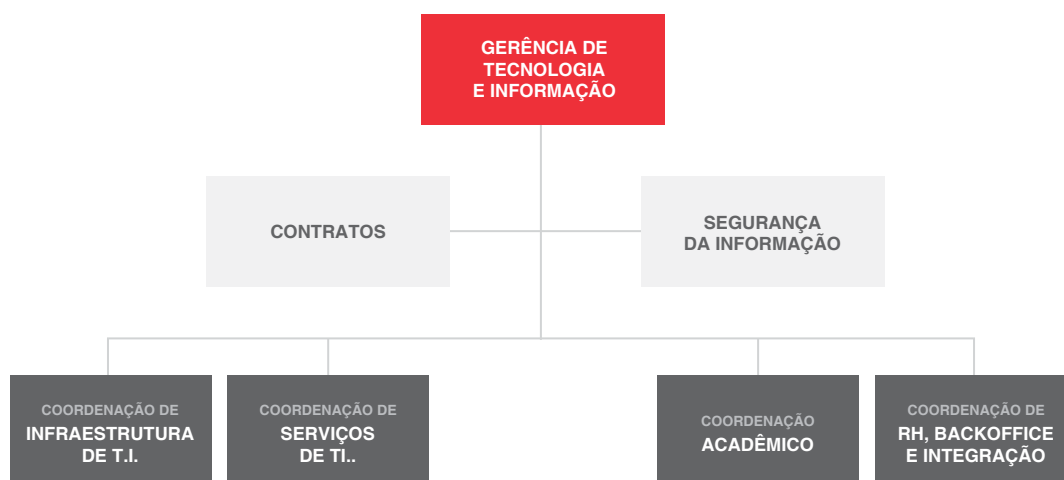 GERÊNCIA DE
TECNOLOGIA
E INFORMAÇÃO
CONTRATOS
SEGURANÇA
DA INFORMAÇÃO
COORDENAÇÃO DE
INFRAESTRUTURA
DE T.I.
COORDENAÇÃO DE
SERVIÇOS
DE TI..
COORDENAÇÃO
ACADÊMICO
COORDENAÇÃO DE
RH, BACKOFFICE
E INTEGRAÇÃO